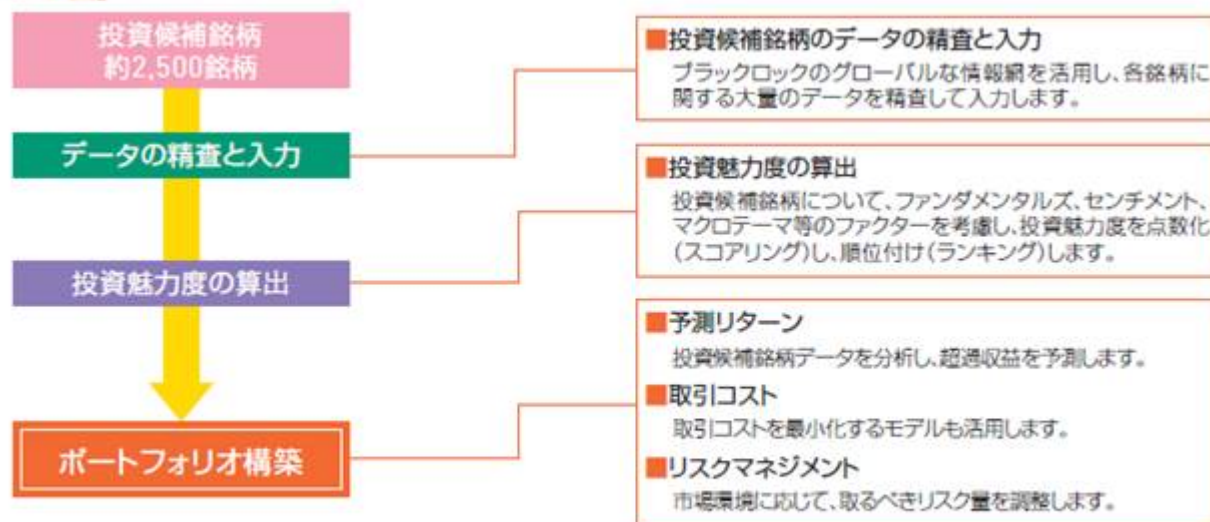 投資候補銘柄
約2,500銘柄
データの精査と入力
投資魅力度の算出
ポートフォリオ構築
■投資候補銘柄のデータの精査と入力
ブラックロックのグローバルな情報網を活用し、各銘柄に
関する大量のデータを精査して入力します。
■投資魅力度の算出
投資候補銘柄について、ファンダメンタルズ、センチメント、
マクロテーマ等のファクターを考慮し、投資魅力度を点数化
(スコアリング)し、順位付け(ランキング)します。
■予測リターン
投資候補銘柄データを分析し、超過収益を予測します。
■取引コスト
取引コストを最小化するモデルも活用します。
■リスクマネジメント
市場環境に応じて、取るべきリスク量を調整します。